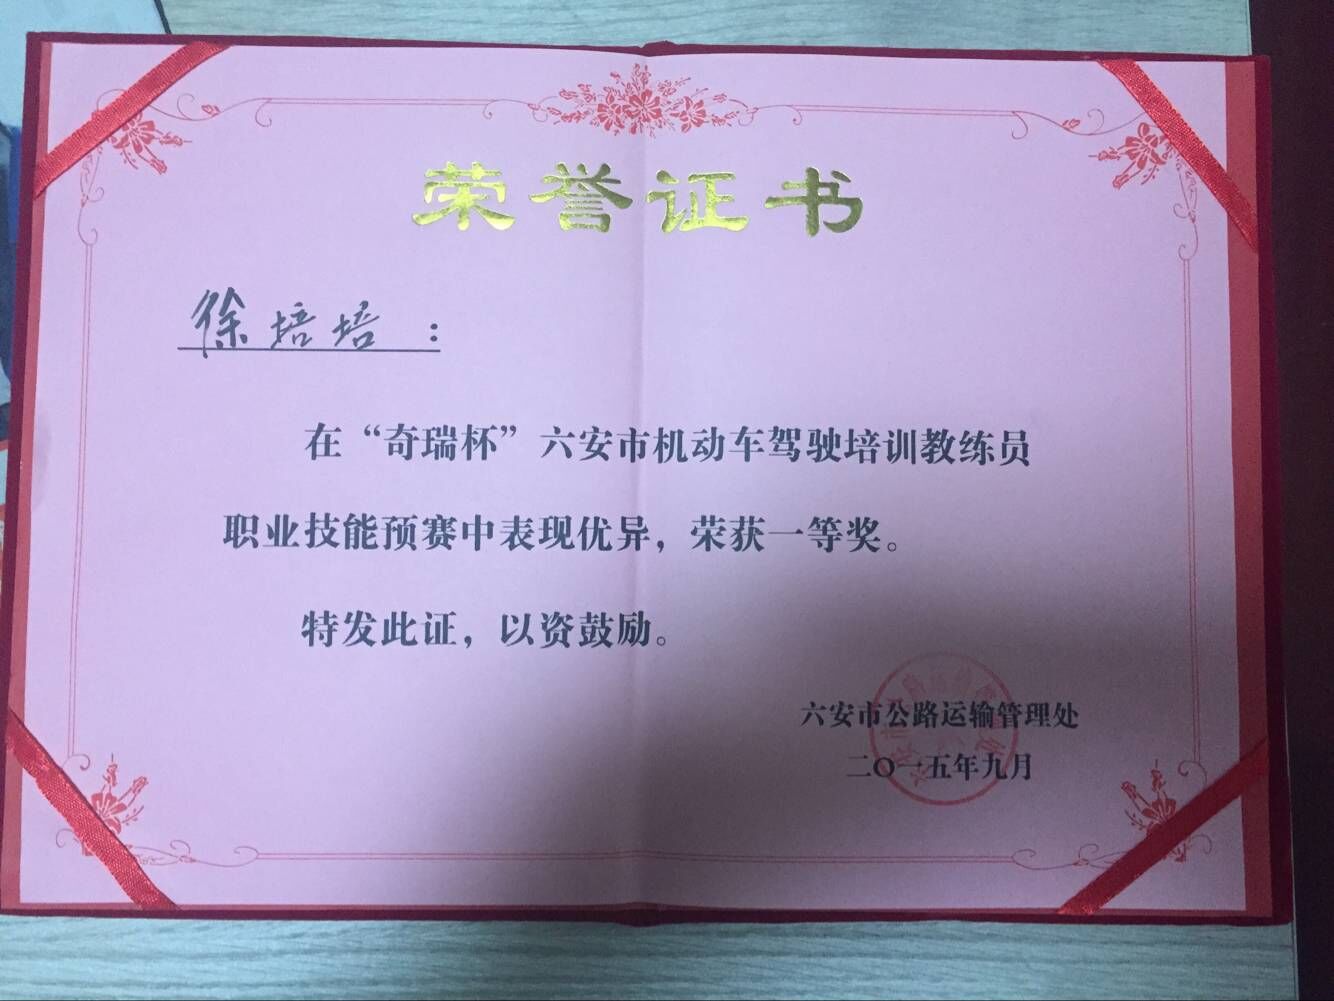 荣誉证书
徐培培：
在“奇瑞杯”六安市机动车驾驶培训教练员
职业技能预赛中表现优异，荣获一等奖。
特发此证，以资鼓励。
六安市公路运输管理处
二〇一五年九月